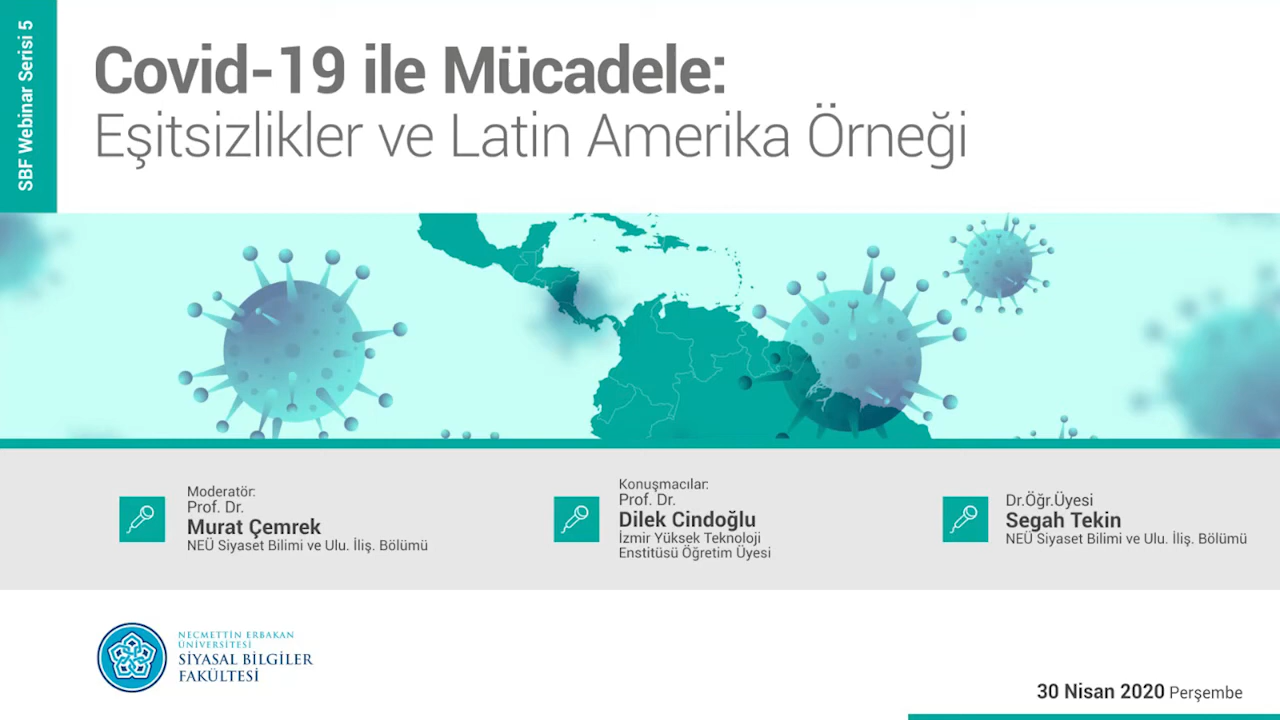 SBF Webinar Serisi 5
Covid-19 ile Mücadele:
Eşitsizlikler ve Latin Amerika Örneği
Moderatör:
Prof. Dr.
Murat Çemrek
NEÜ Siyaset Bilimi ve Ulu. İliş. Bölümü
Konuşmacılar:
Prof. Dr.
Dilek Cindoğlu
İzmir Yüksek Teknoloji
Enstitüsü Öğretim Üyesi
Dr.Öğr.Üyesi
Segah Tekin
NEÜ Siyaset Bilimi ve Ulu. İliş. Bölümü
NECMETTİN ERBAKAN
ÜNİVERSİTESİ
SİYASAL BİLGİLER
FAKÜLTESİ
30 Nisan 2020 Perşembe